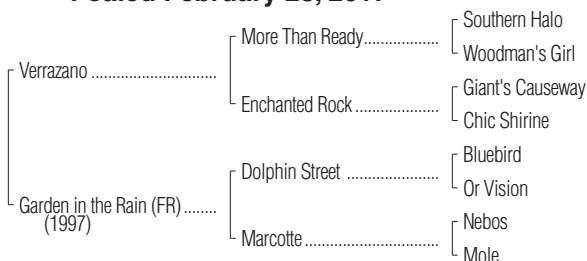 Foaled February 2017
Southern Halo
More Than Ready....................
Woodman's Girl
Verrazano ................................
Giant's Causeway
Enchanted Rock .....................
Chic Shirine
Bluebird
Dolphin Street .......................
Or Vision
Garden in the Rain (FR) ........
(1997)
Nebos
Marcotte..................................
Mole